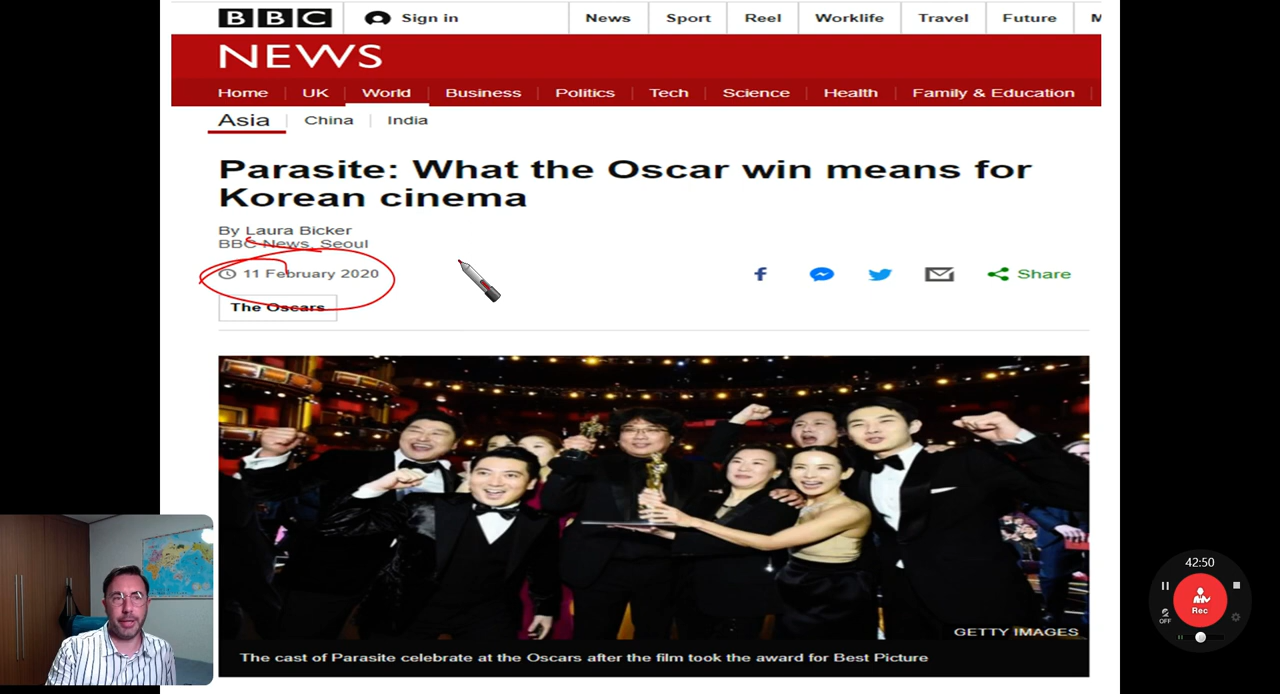 BBC Sign in News Sport Reel Worklife Travel Future M
NEWS
Home UK World Business Politics Tech Science Health Family & Education
Asia China India
Parasite: What the Oscar win means for
Korean cinema
By Laura Bicker
BBC News, Seoul
11 February 2020
Share
The Oscars
GETTY IMAGES
The cast of Parasite celebrate at the Oscars after the film took the award for Best Picture
42:50
Rec
OFF